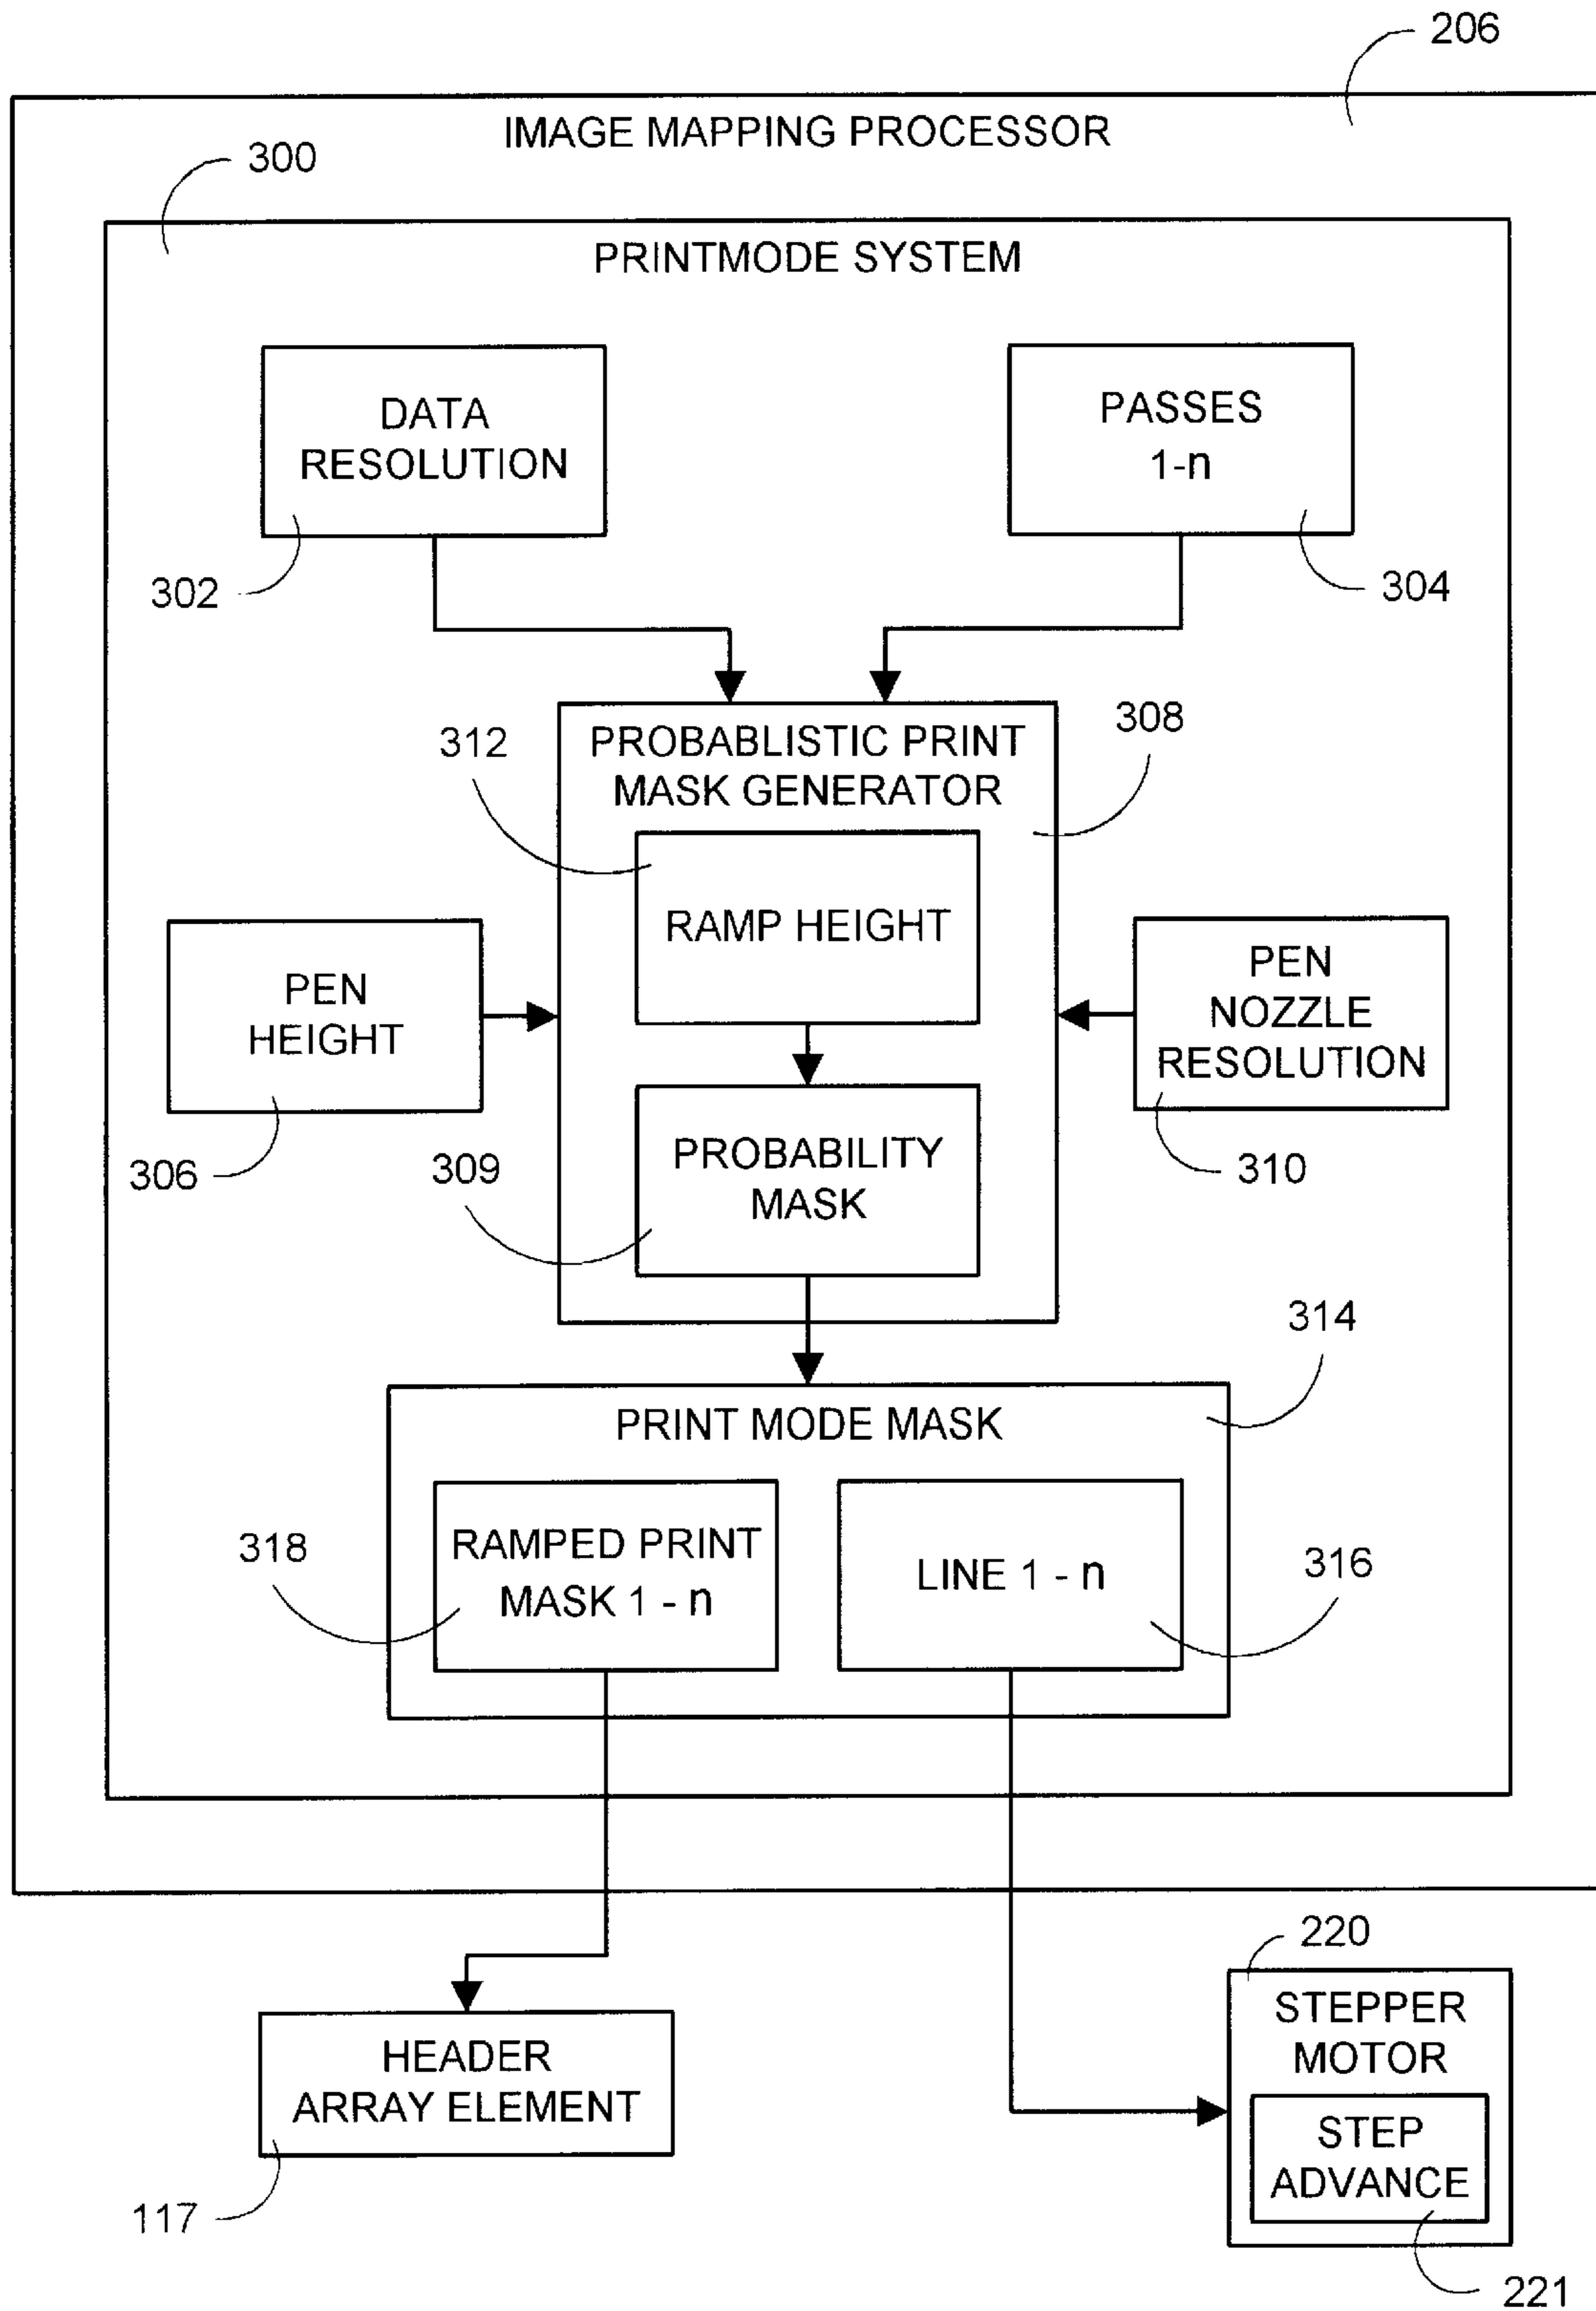 206
IMAGE MAPPING PROCESSOR
300
PRINTMODE SYSTEM
DATA
RESOLUTION
302
PASSES
1-n
304
312
PROBABLISTIC PRINT
MASK GENERATOR
308
RAMP HEIGHT
PEN
HEIGHT
306
PEN
NOZZLE
RESOLUTION
310
309
PROBABILITY
MASK
314
PRINT MODE MASK
318
RAMPED PRINT
MASK 1 - n
LINE 1 - n
316
220
HEADER
ARRAY ELEMENT
117
STEPPER
MOTOR
STEP
ADVANCE
221